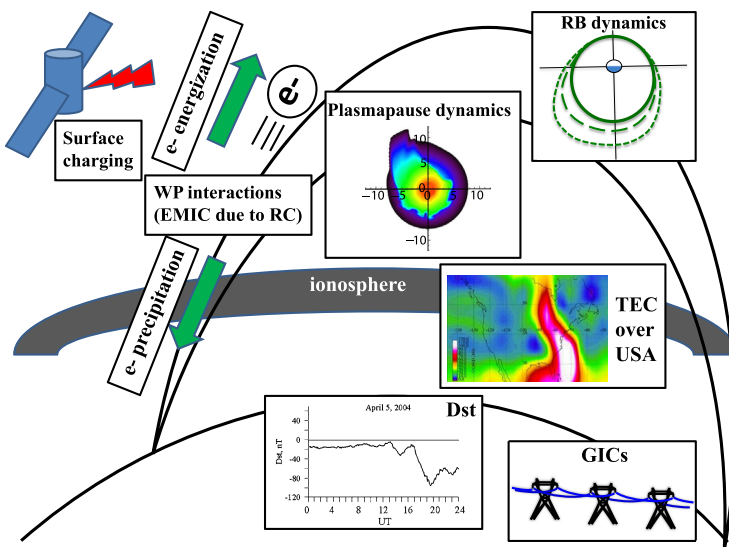 RB dynamics
e- energization
e-
Surface
charging
Plasmapause dynamics
10
5
0
−10 −5 0 5 10
−10
WP interactions
(EMIC due to RC)
e- precipitation
ionosphere
TEC
over
USA
April 5, 2004
Dst
Dst, nT
40
0
-40
-80
-120
0 4 8 12 16 20 24
UT
GICs